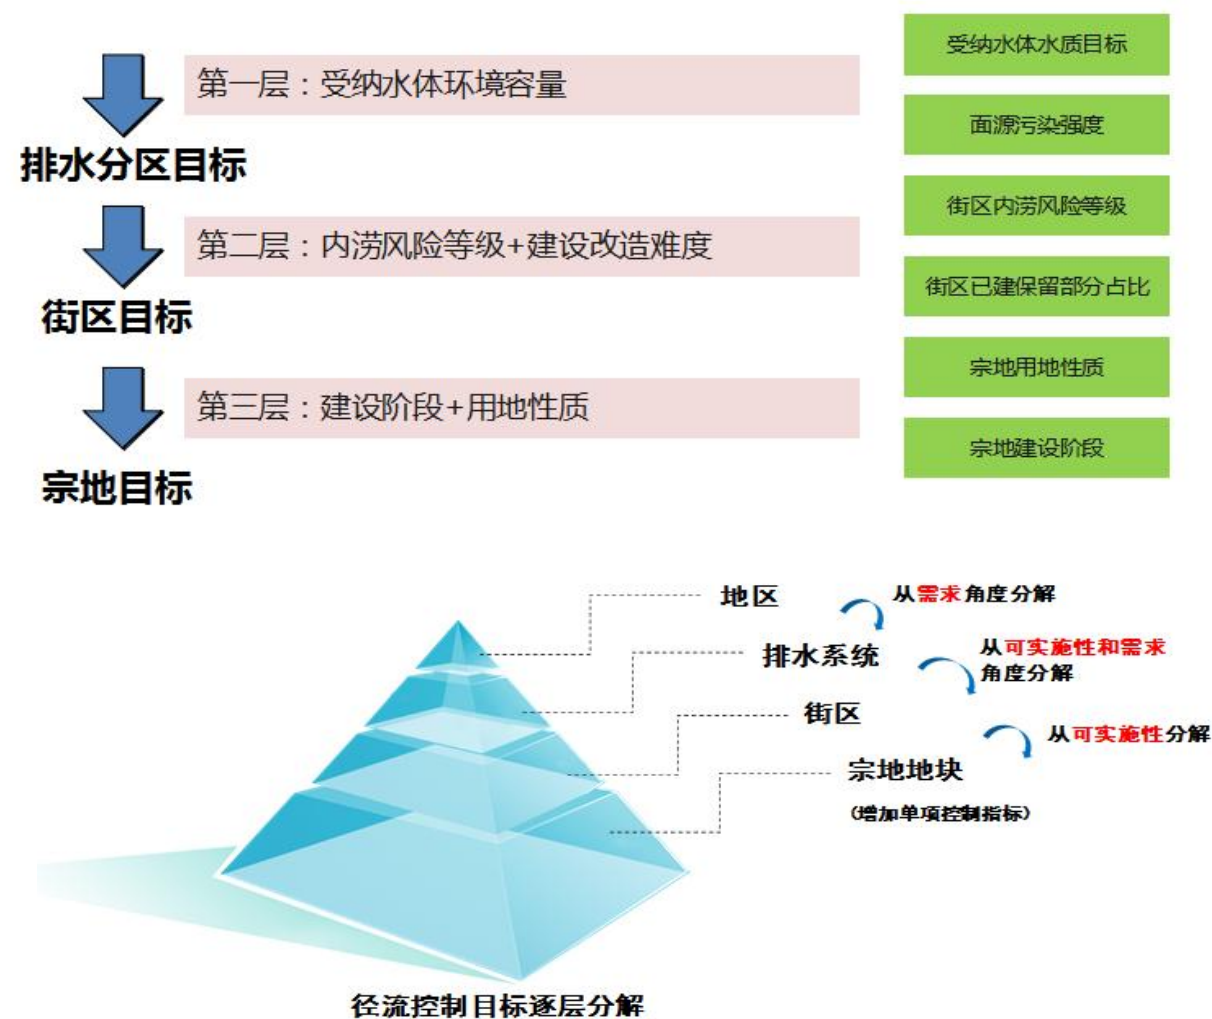 第一层：受纳水体环境容量
排水分区目标
第二层：内涝风险等级+建设改造难度
街区目标
第三层：建设阶段+用地性质
宗地目标
受纳水体水质目标
面源污染强度
街区内涝风险等级
街区已建保留部分占比
宗地用地性质
宗地建设阶段
地区
从需求角度分解
排水系统
从可实施性和需求
角度分解
街区
从可实施性分解
宗地地块
（增加单项控制指标）
径流控制目标逐层分解